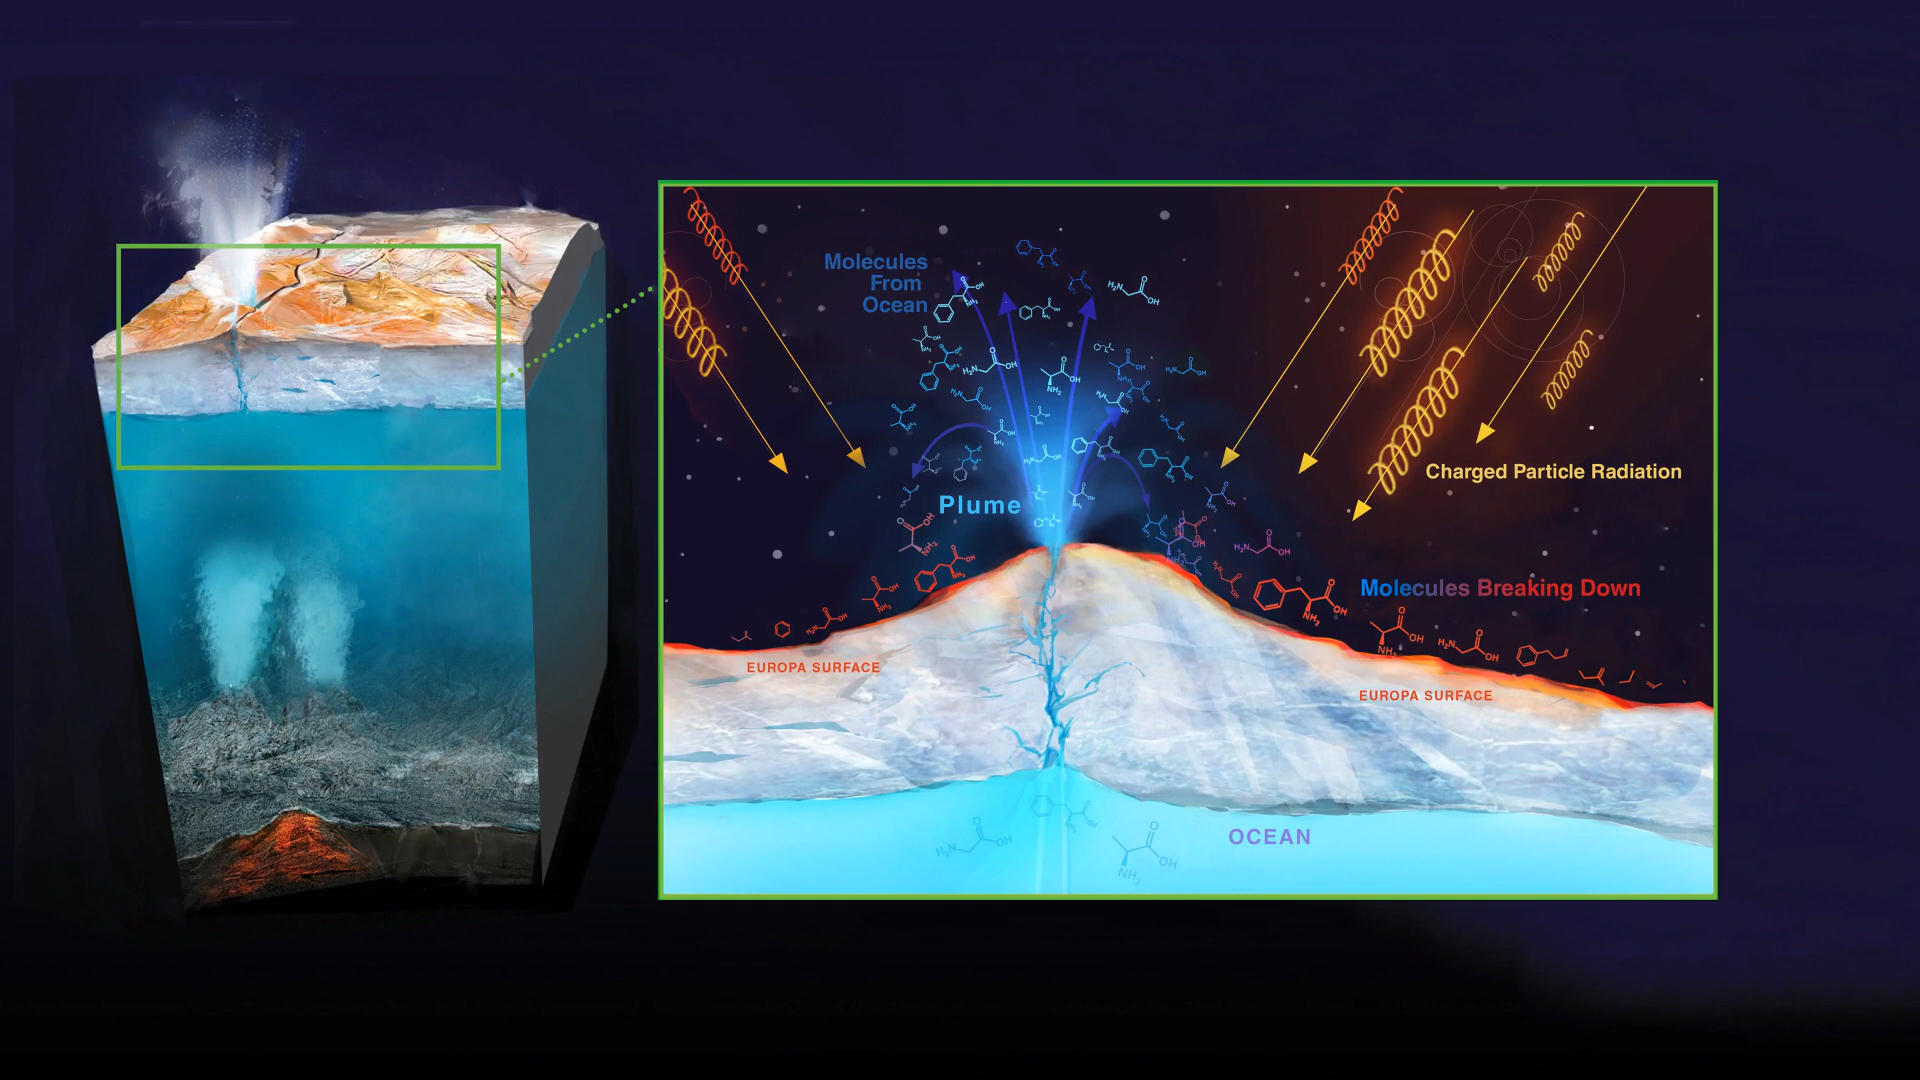 Molecules
From
Ocean
Plume
Charged Particle Radiation
Molecules Breaking Down
EUROPA SURFACE
EUROPA SURFACE
OCEAN